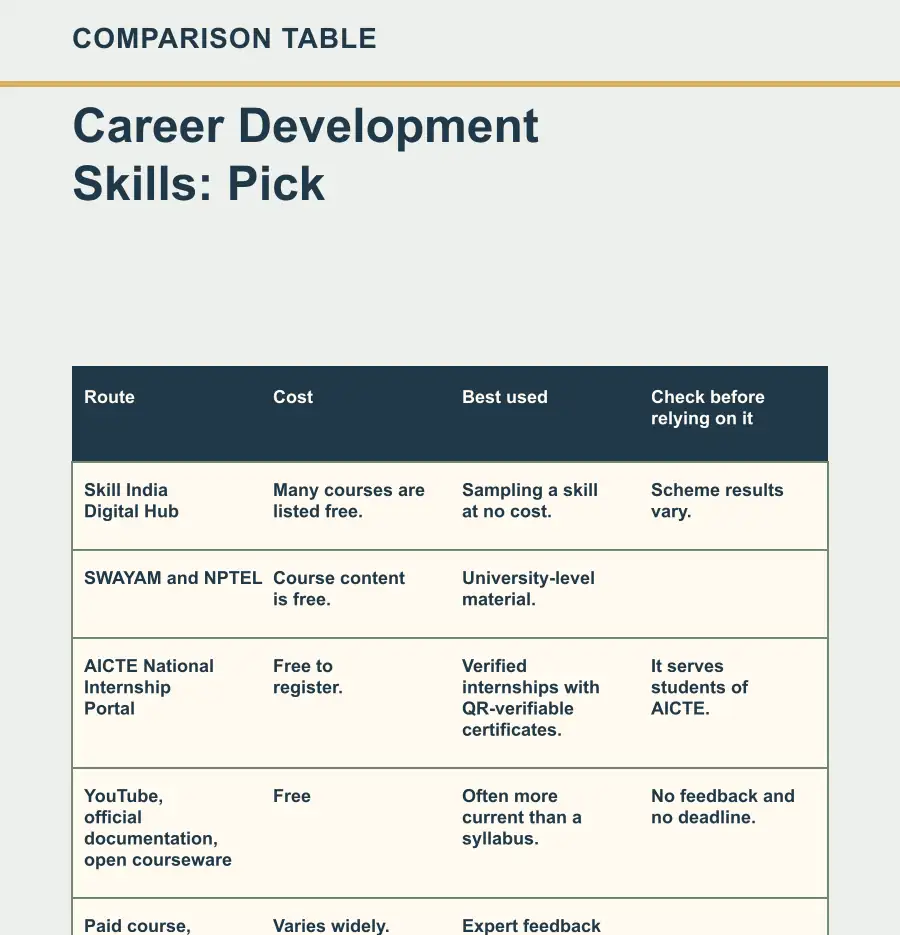 COMPARISON TABLE
Career Development
Skills: Pick
Route
Cost
Best used
Check before
relying on it
Skill India
Digital Hub
Many courses are
listed free.
Sampling a skill
at no cost.
Scheme results
vary.
SWAYAM and NPTEL
Course content
is free.
University-level
material.
AICTE National
Internship
Portal
Free to
register.
Verified
internships with
QR-verifiable
certificates.
It serves
students of
AICTE.
YouTube,
official
documentation,
open courseware
Free
Often more
current than a
syllabus.
No feedback and
no deadline.
Paid course,
Varies widely.
Expert feedback